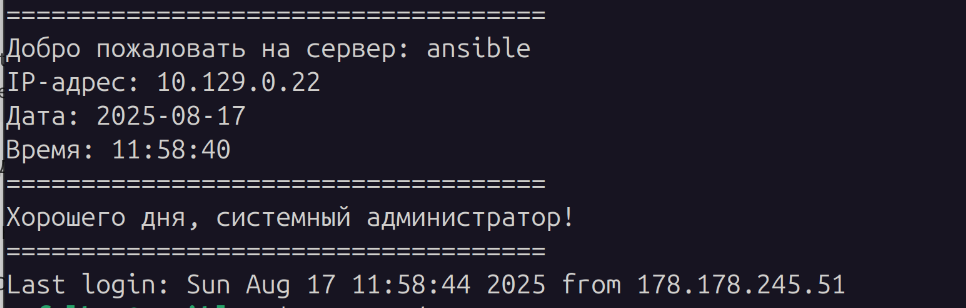 ====================================
Добро пожаловать на сервер: ansible
IP-адрес: 10.129.0.22
Дата: 2025-08-17
Время: 11:58:40
====================================
Хорошего дня, системный администратор!
====================================
Last login: Sun Aug 17 11:58:44 2025 from 178.178.245.51